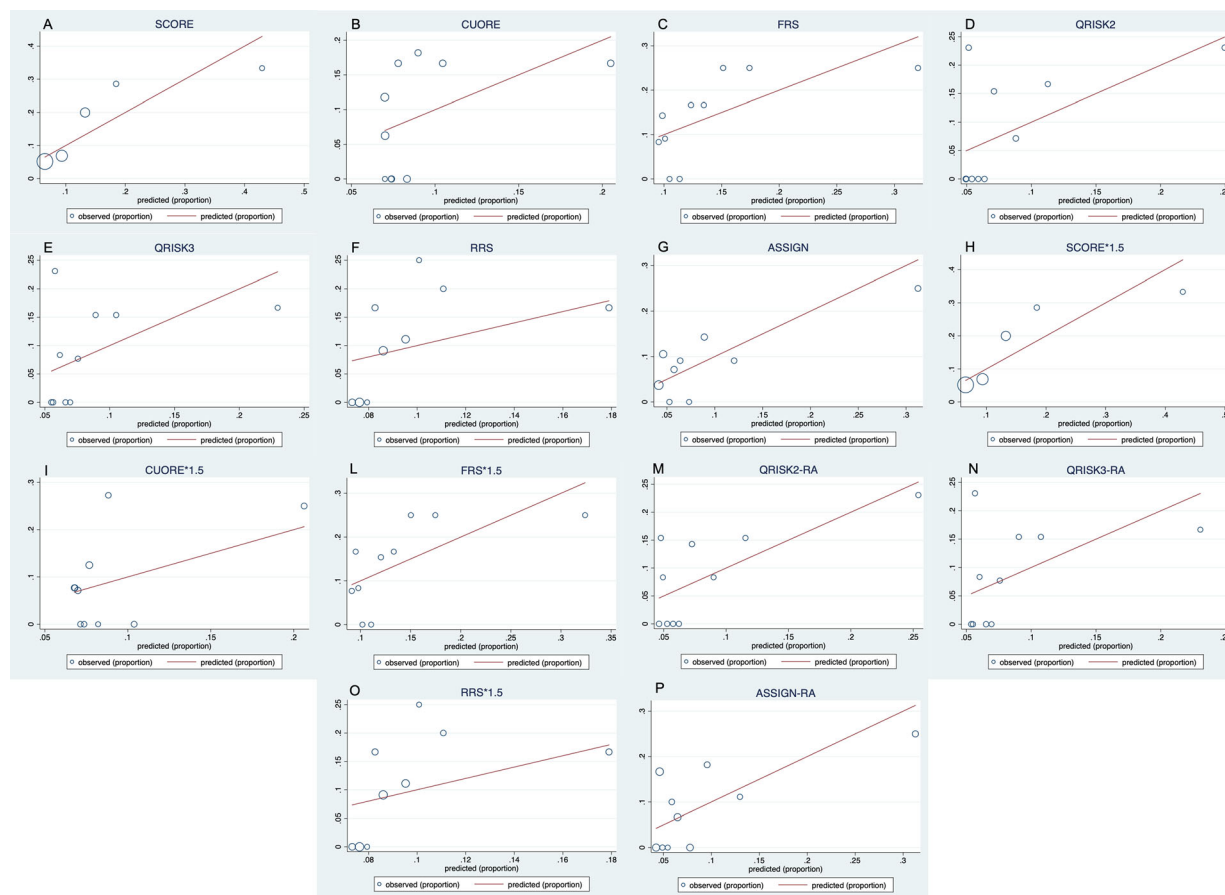 A SCORE
.4
.3
.2
.1
0
.1 .2 .3 .4 .5
predicted (proportion)
observed (proportion) predicted (proportion)
B CUORE
.2
.15
.1
.05
0
.05 .1 .15 .2
predicted (proportion)
observed (proportion) predicted (proportion)
C FRS
.3
.2
.1
0
.1 .15 .2 .25 .3
predicted (proportion)
observed (proportion) predicted (proportion)
D QRISK2
.25
.2
.15
.1
.05
0
.05 .1 .15 .2 .25
predicted (proportion)
observed (proportion) predicted (proportion)
E QRISK3
.25
.2
.15
.1
.05
0
.05 .1 .15 .2 .25
predicted (proportion)
observed (proportion) predicted (proportion)
F RRS
.25
.2
.15
.1
.05
0
.08 .1 .12 .14 .16 .18
predicted (proportion)
observed (proportion) predicted (proportion)
G ASSIGN
.3
.2
.1
0
.05 .1 .15 .2 .25 .3
predicted (proportion)
observed (proportion) predicted (proportion)
H SCORE*1.5
.4
.3
.2
.1
0
.1 .2 .3 .4 .5
predicted (proportion)
observed (proportion) predicted (proportion)
I CUORE*1.5
.3
.2
.1
0
.05 .1 .15 .2
predicted (proportion)
observed (proportion) predicted (proportion)
L FRS*1.5
.3
.2
.1
0
.1 .15 .2 .25 .3 .35
predicted (proportion)
observed (proportion) predicted (proportion)
M QRISK2-RA
.25
.2
.15
.1
.05
0
.05 .1 .15 .2 .25
predicted (proportion)
observed (proportion) predicted (proportion)
N QRISK3-RA
.25
.2
.15
.1
.05
0
.05 .1 .15 .2 .25
predicted (proportion)
observed (proportion) predicted (proportion)
O RRS*1.5
.25
.2
.15
.1
.05
0
.08 .1 .12 .14 .16 .18
predicted (proportion)
observed (proportion) predicted (proportion)
P ASSIGN-RA
.3
.2
.1
0
.05 .1 .15 .2 .25 .3
predicted (proportion)
observed (proportion) predicted (proportion)